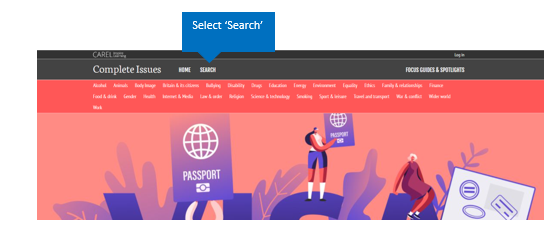 Select ‘Search’
CAREL
Log in
Complete Issues HOME SEARCH FOCUS GUIDES & SPOTLIGHTS
Alcohol Animals Body Image Britain & its citizens Bullying Disability Drugs Education Energy Environment Equality Ethics Family & relationships Finance
Food & drink Gender Health Internet & Media Law & order Religion Science & technology Smoking Sport & leisure Travel and transport War & conflict Wider world
Work
PASSPORT
PASSPORT